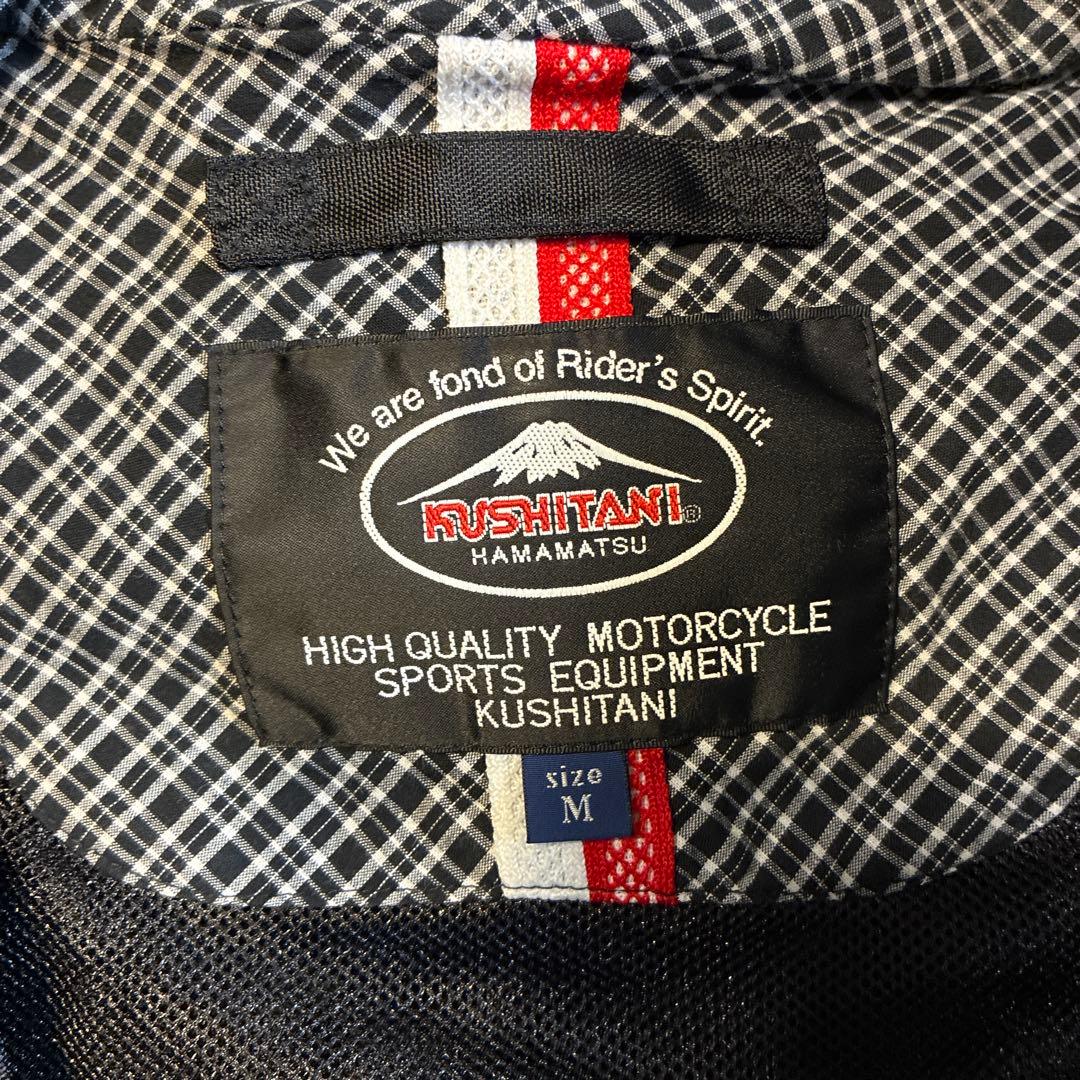 We are fond of Rider's Spirit.
KUSHITANI®
HAMAMATSU
HIGH QUALITY MOTORCYCLE
SPORTS EQUIPMENT
KUSHITANI
size
M